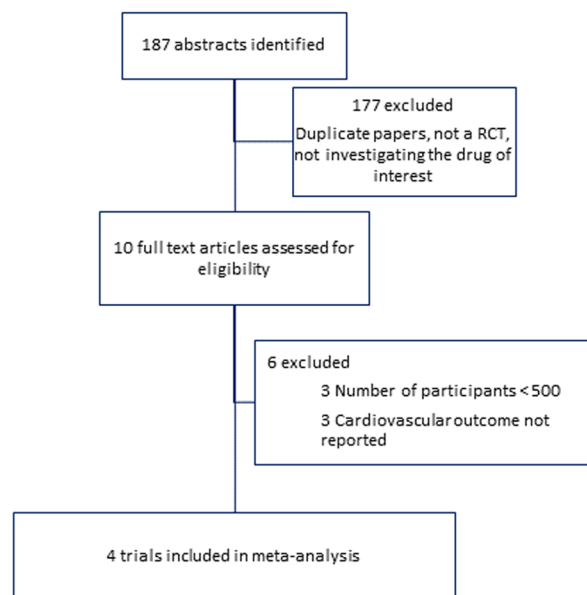 187 abstracts identified
177 excluded
Duplicate papers, not a RCT,
not investigating the drug of
interest
10 full text articles assessed for
eligibility
6 excluded
3 Number of participants <500
3 Cardiovascular outcome not
reported
4 trials included in meta-analysis